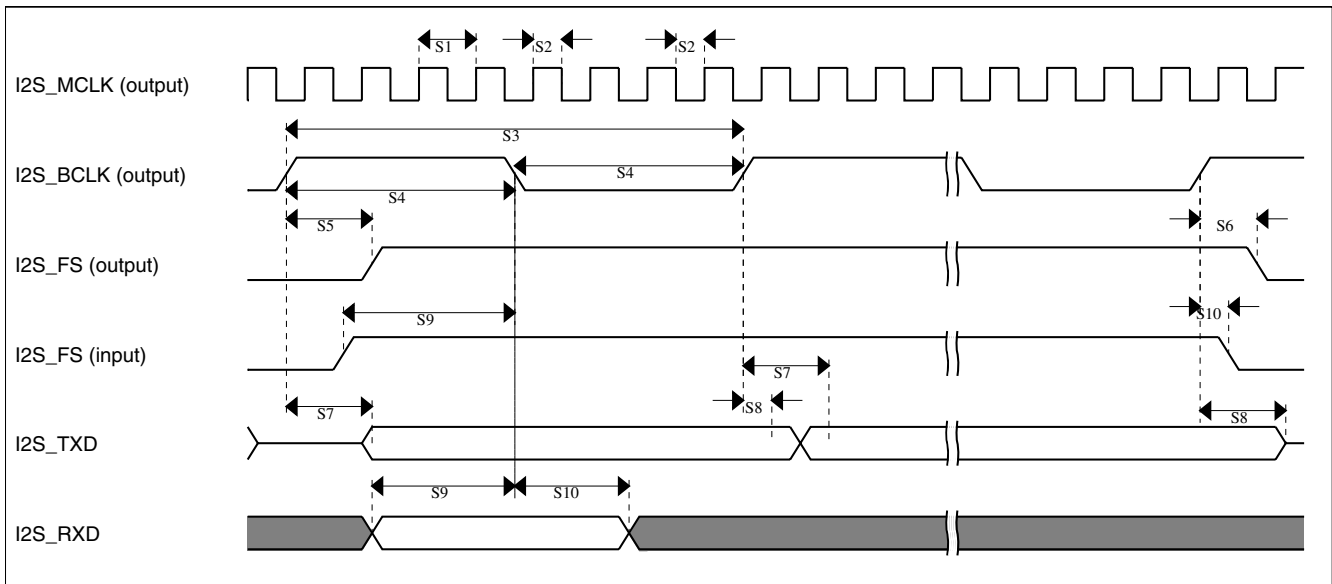 S1 S2 S2
I2S_MCLK (output)
S3
I2S_BCLK (output)
S4
S4
S5 S6
I2S_FS (output)
S9 S10
I2S_FS (input)
S7
S7 S8 S8
I2S_TXD
S9 S10
I2S_RXD